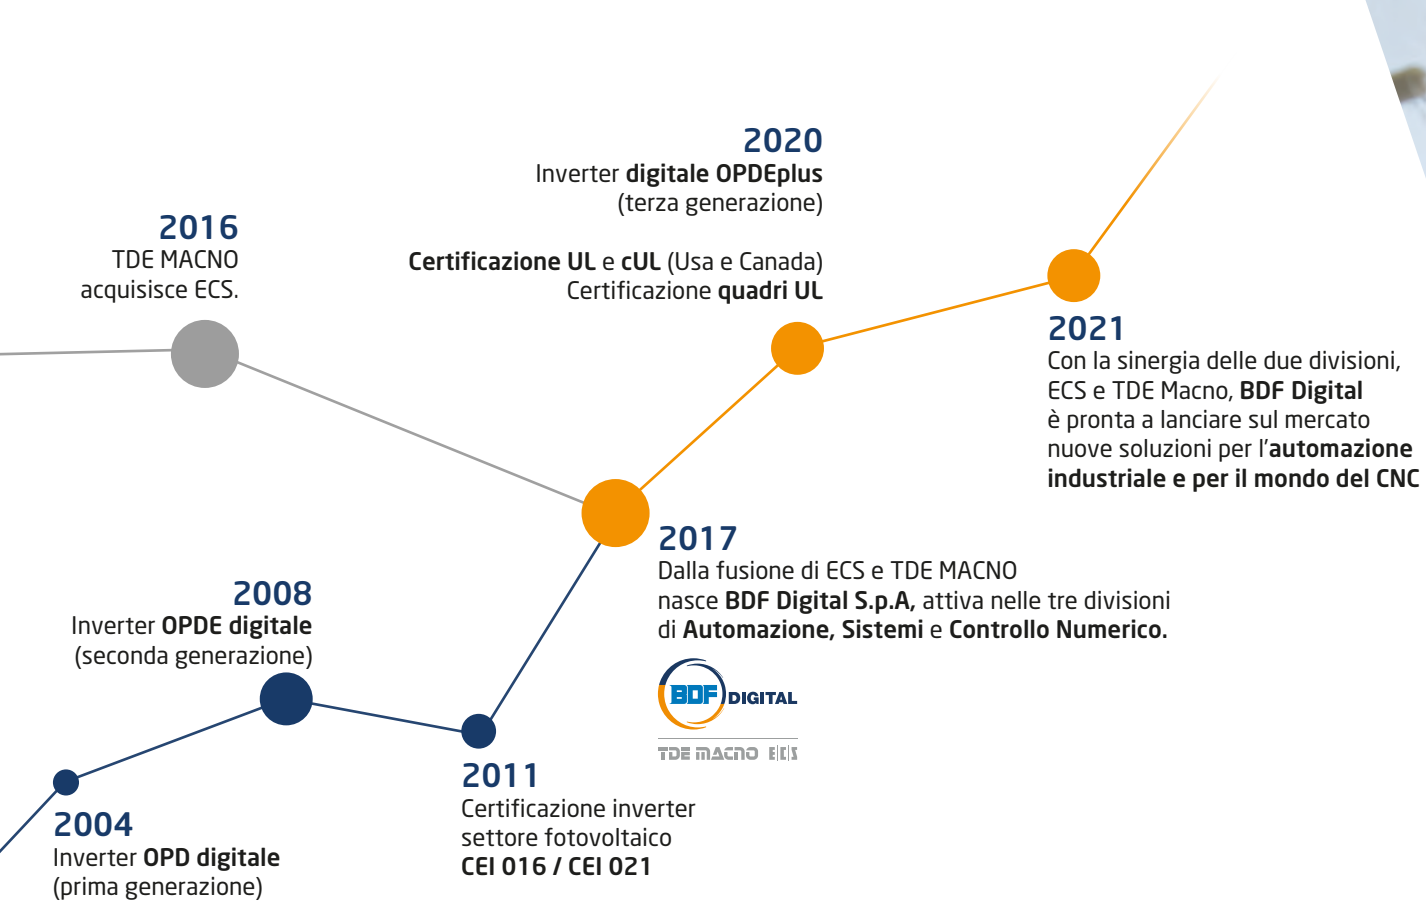 2020
Inverter digitale OPDEplus
(terza generazione)
Certificazione UL e cUL (Usa e Canada)
Certificazione quadri UL
2016
TDE MACNO
acquisisce ECS.
2021
Con la sinergia delle due divisioni,
ECS e TDE Macno, BDF Digital
è pronta a lanciare sul mercato
nuove soluzioni per l'automazione
industriale e per il mondo del CNC
2017
Dalla fusione di ECS e TDE MACNO
nasce BDF Digital S.p.A, attiva nelle tre divisioni
di Automazione, Sistemi e Controllo Numerico.
BDF DIGITAL
TDE MACNO ECS
2008
Inverter OPDE digitale
(seconda generazione)
2011
Certificazione inverter
settore fotovoltaico
CEI 016 / CEI 021
2004
Inverter OPD digitale
(prima generazione)